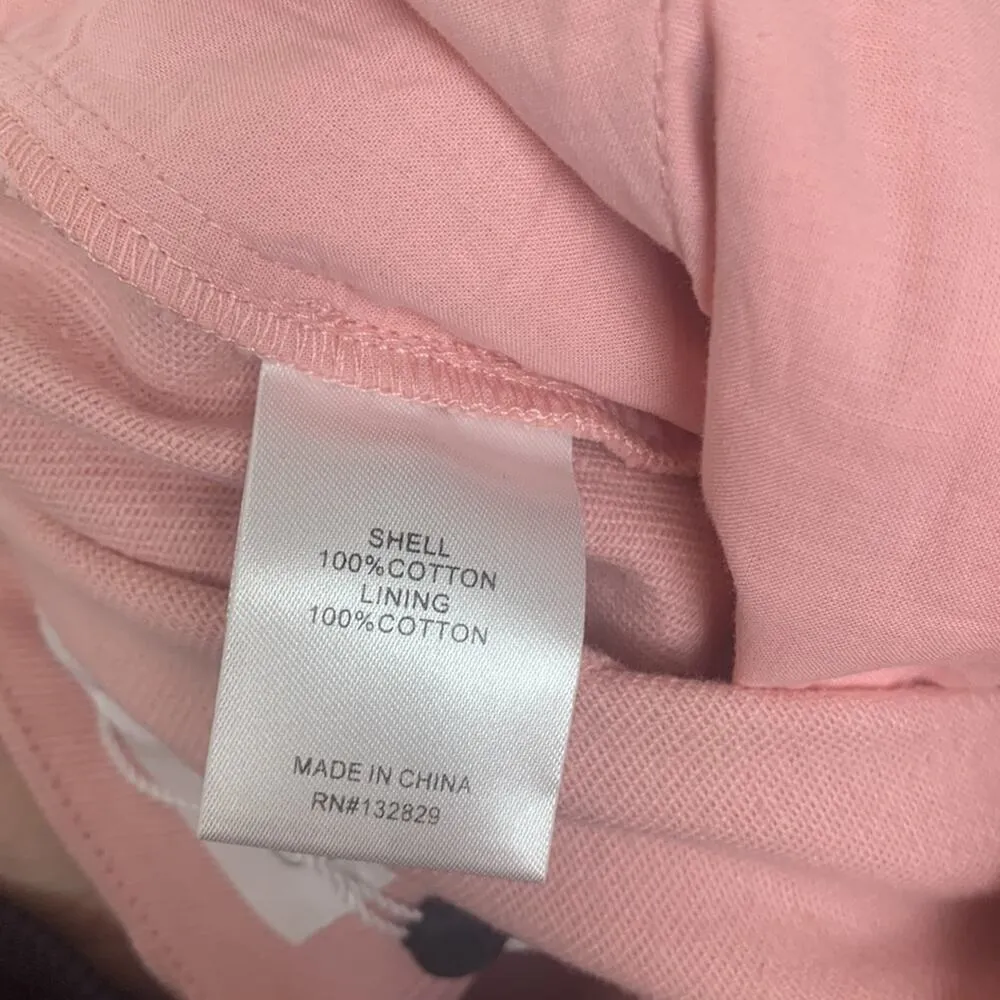 SHELL
100%COTTON
LINING
100%COTTON
MADE IN CHINA
RN#132829